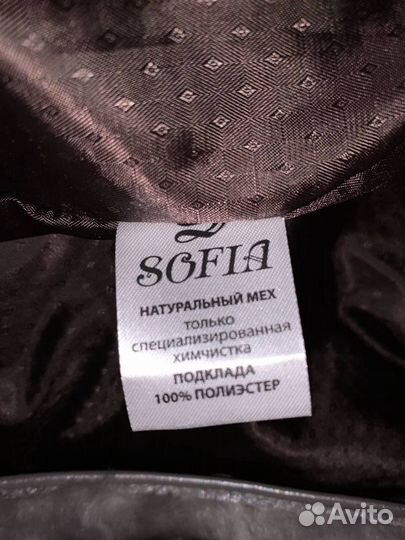 SOFIA
НАТУРАЛЬНЫЙ МЕХ
ТОЛЬКО
СПЕЦИАЛИЗИРОВАННАЯ
ХИМЧИСТКА
ПОДКЛАДА
100% ПОЛИЭСТЕР
Avito